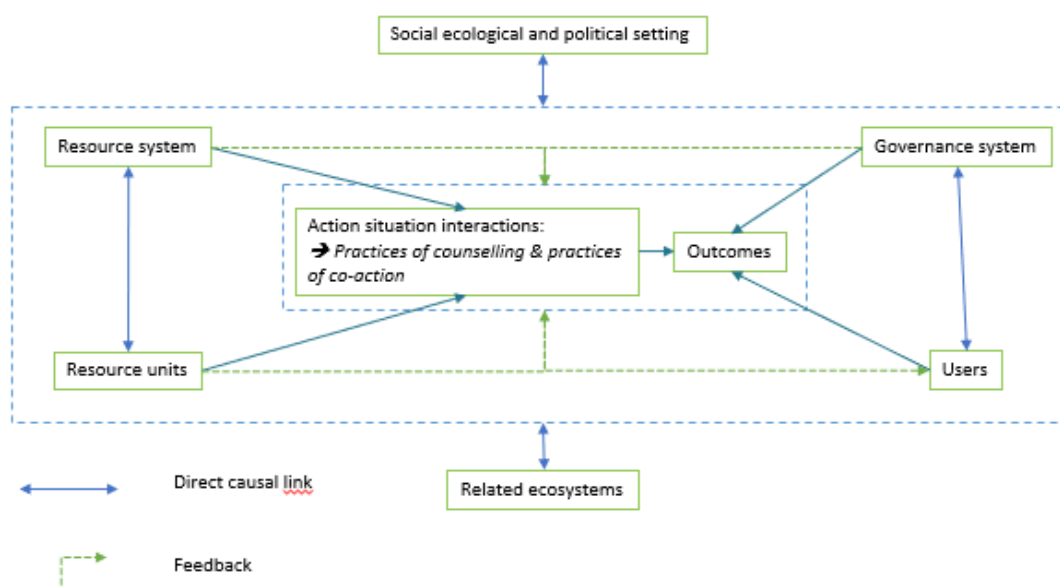 Social ecological and political setting
Resource system
Governance system
Action situation interactions:
➔ Practices of counselling & practices
of co-action
Outcomes
Resource units
Users
Direct causal link
Related ecosystems
Feedback